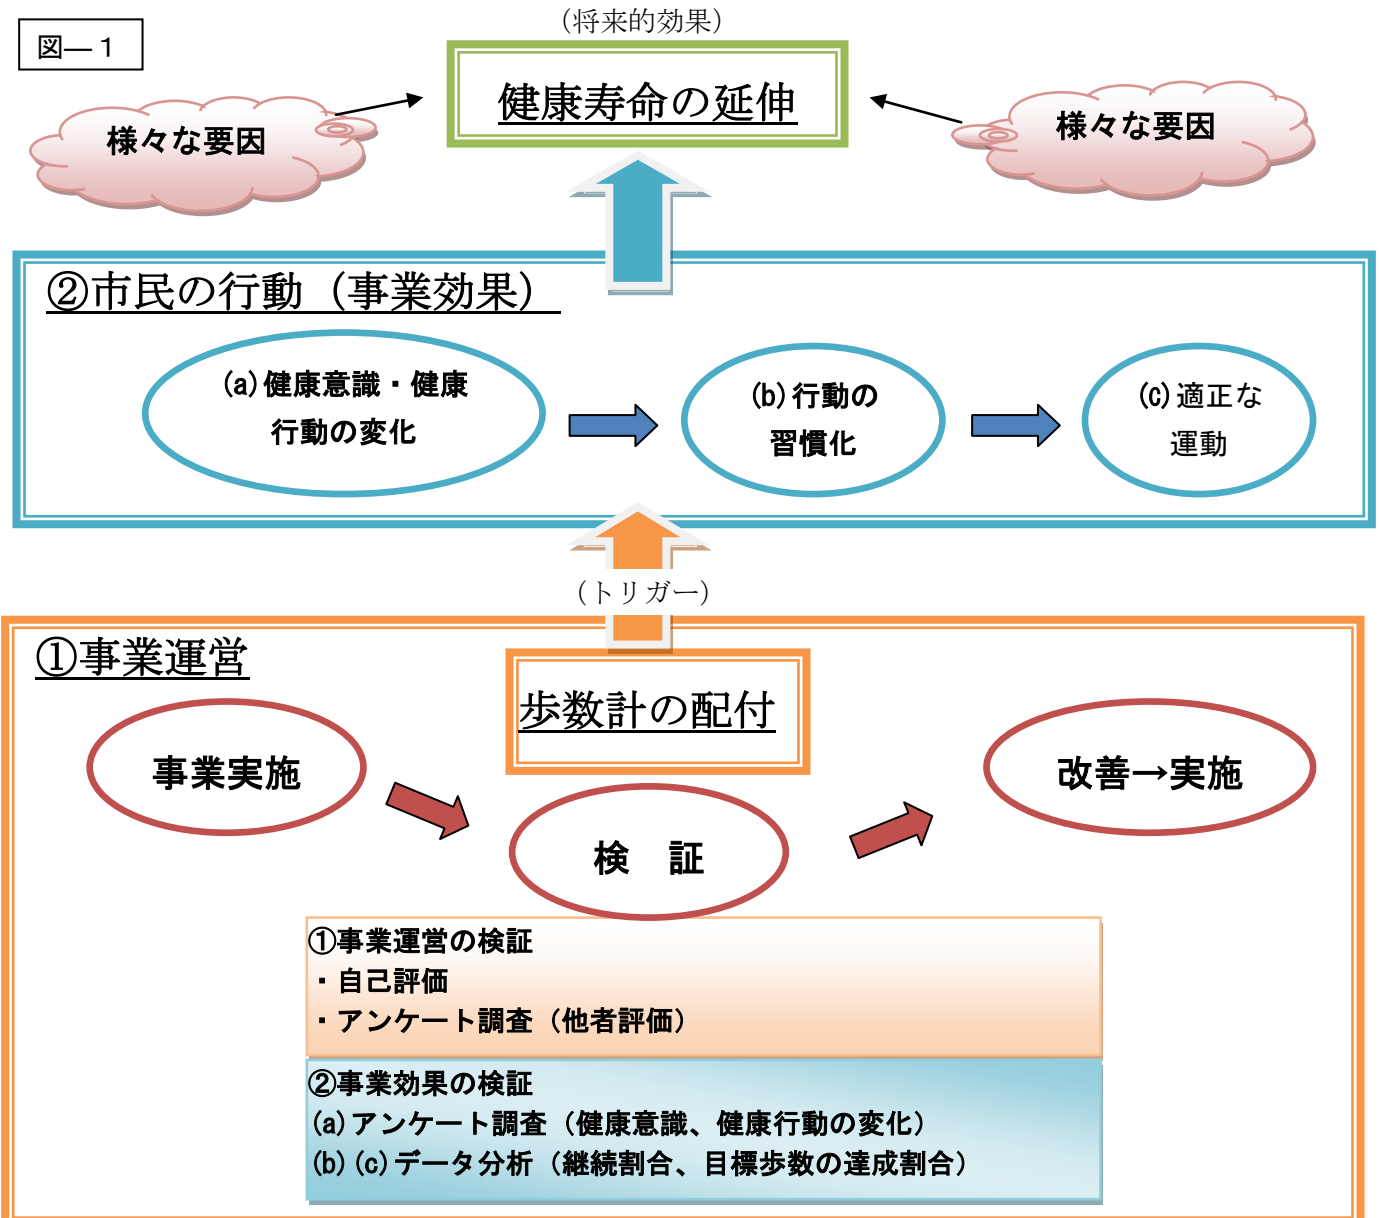 (将来的効果)
図―１
健康寿命の延伸
様々な要因
様々な要因
②市民の行動（事業効果）
(a)健康意識・健康
行動の変化
(b)行動の
習慣化
(c)適正な
運動
(トリガー)
①事業運営
歩数計の配付
事業実施
改善→実施
検　証
①事業運営の検証
・自己評価
・アンケート調査（他者評価）
②事業効果の検証
(a)アンケート調査（健康意識、健康行動の変化）
(b)(c)データ分析（継続割合、目標歩数の達成割合）